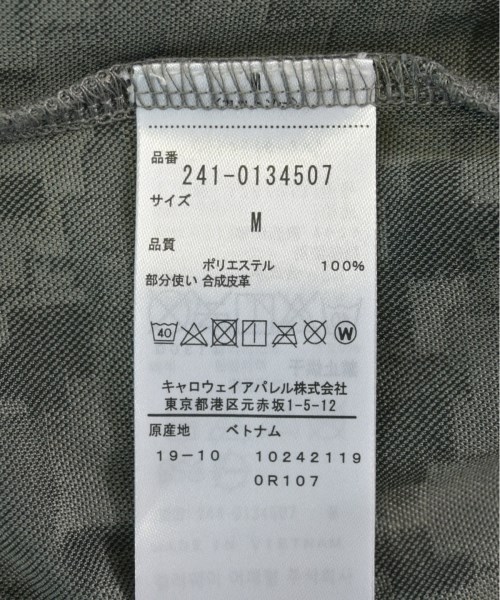 品番
241-0134507
サイズ
M
品質
ポリエステル 100%
部分使い 合成皮革
40 W
キャロウェイアパレル株式会社
東京都港区元赤坂1-5-12
原産地 ベトナム
19-10 10242119
0R107